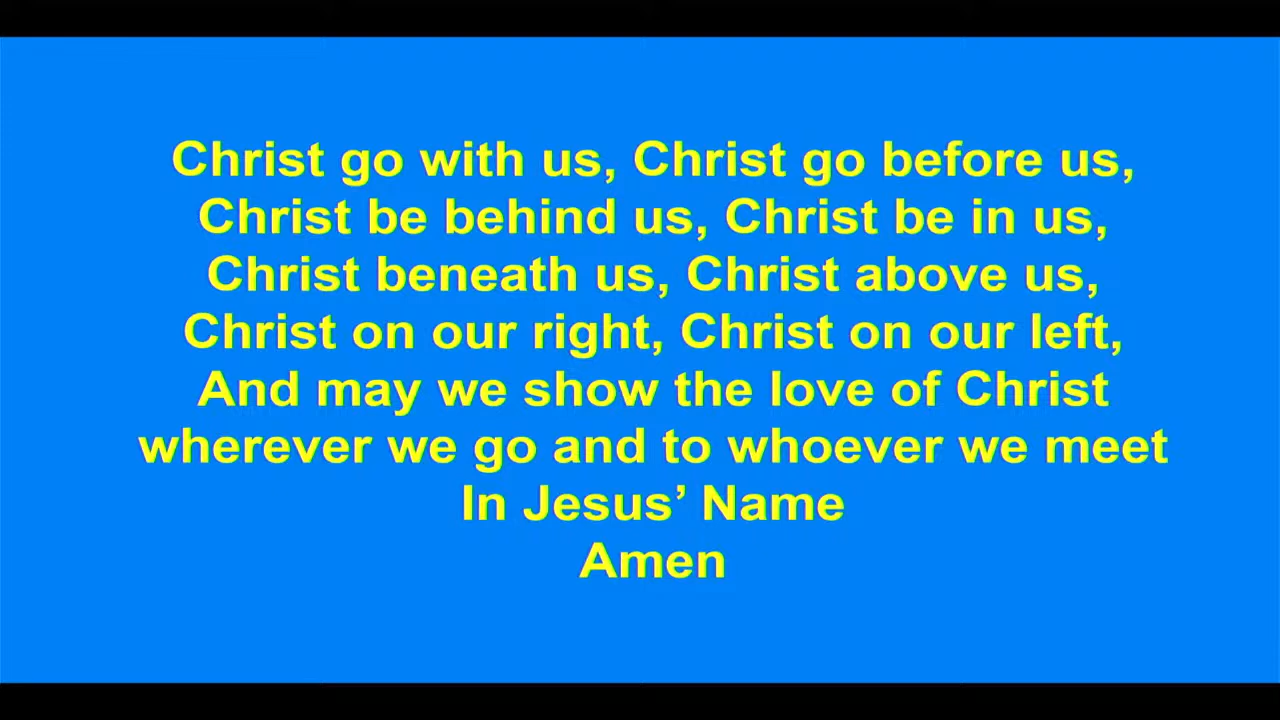 Christ go with us, Christ go before us,
Christ be behind us, Christ be in us,
Christ beneath us, Christ above us,
Christ on our right, Christ on our left,
And may we show the love of Christ
wherever we go and to whoever we meet
In Jesus’ Name
Amen